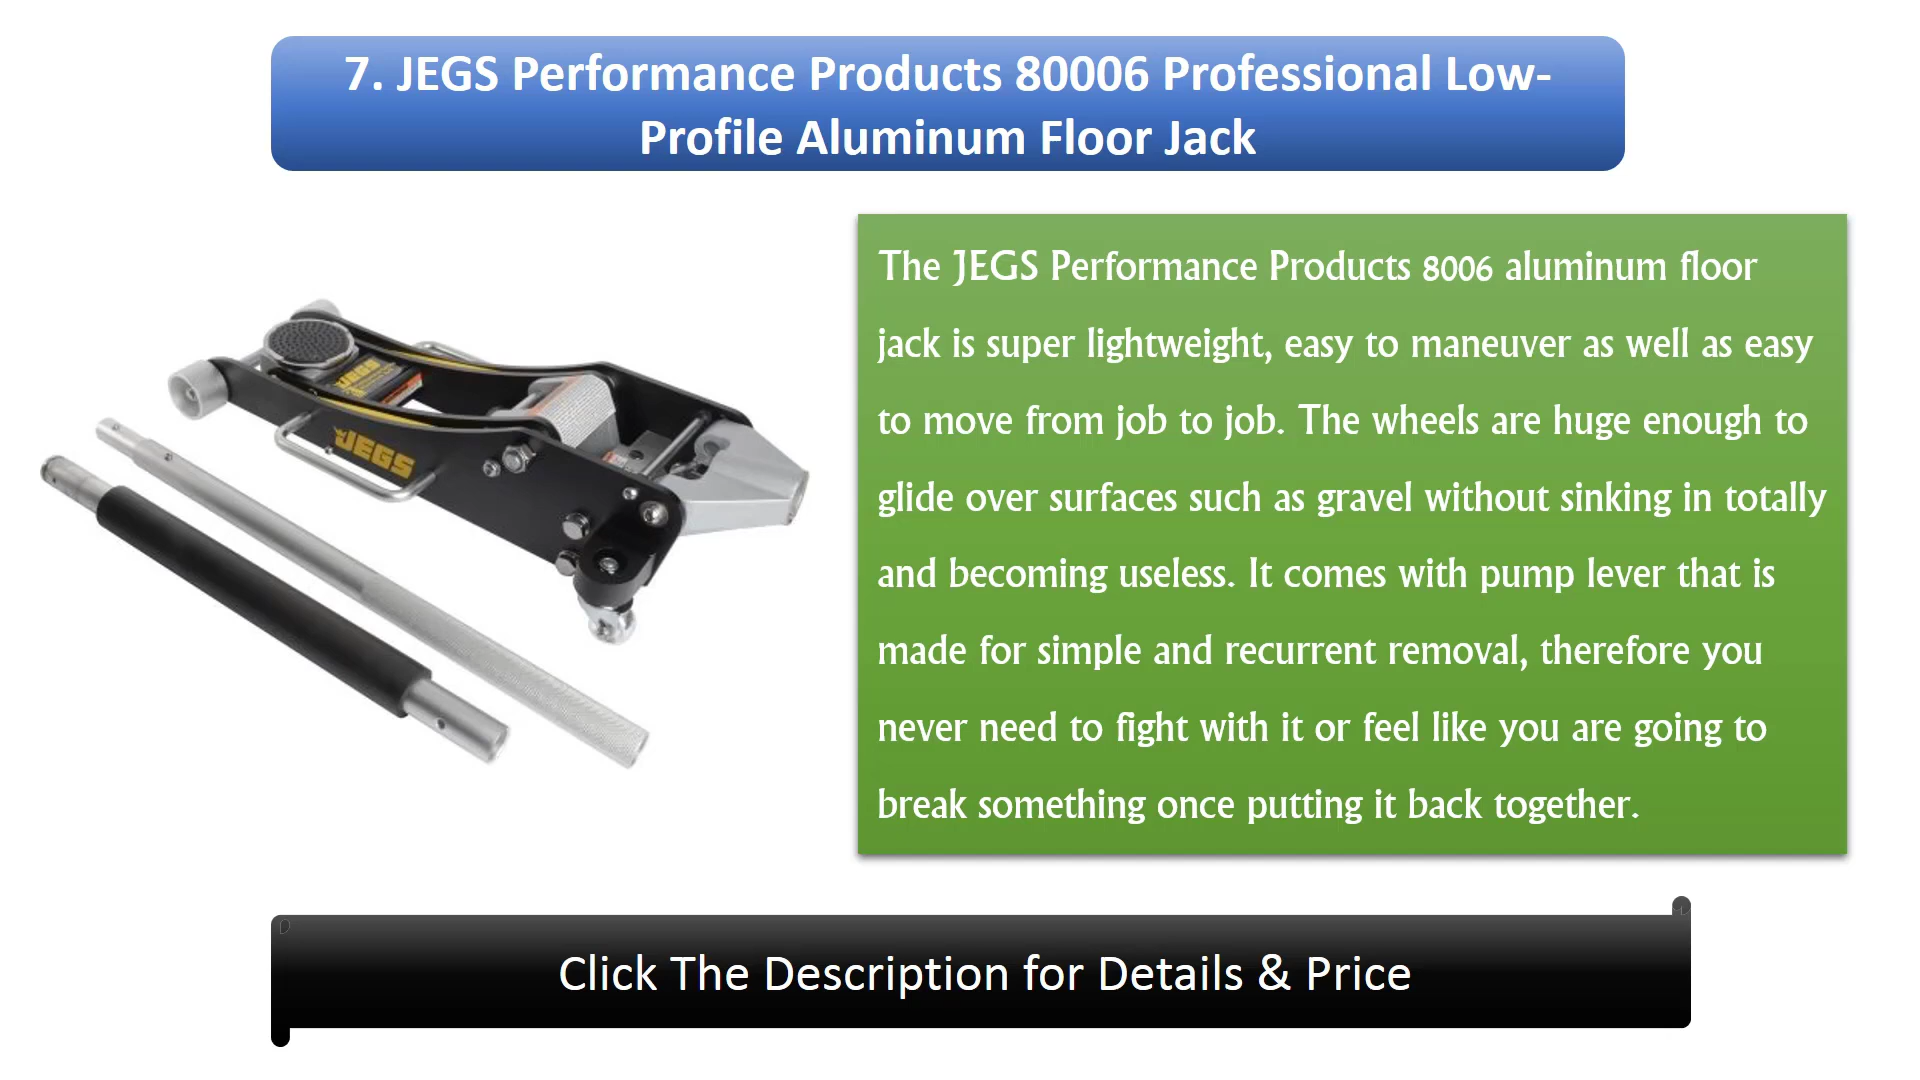 7. JEGS Performance Products 80006 Professional Low-
Profile Aluminum Floor Jack
The JEGS Performance Products 8006 aluminum floor
jack is super lightweight, easy to maneuver as well as easy
to move from job to job. The wheels are huge enough to
glide over surfaces such as gravel without sinking in totally
and becoming useless. It comes with pump lever that is
made for simple and recurrent removal, therefore you
never need to fight with it or feel like you are going to
break something once putting it back together.
JEGS
JEGS
Click The Description for Details & Price